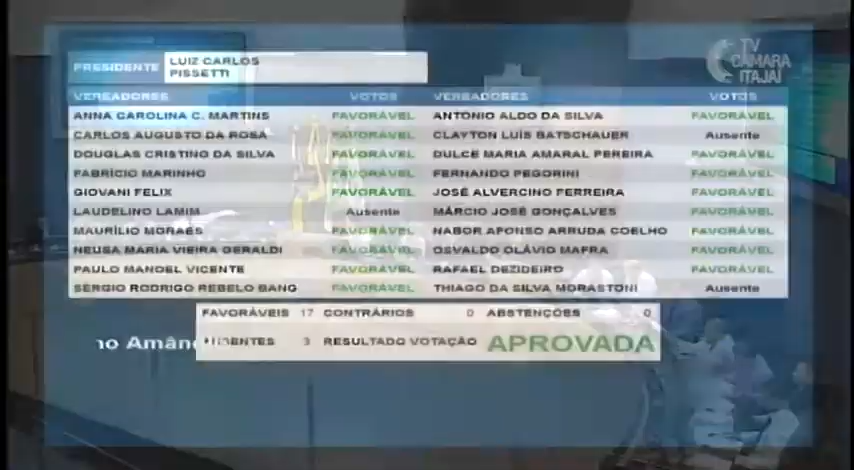 TV
CÂMARA
ITAJAÍ
PRESIDENTE LUIZ CARLOS
PISSETTI
VEREADORES VOTOS VEREADORES VOTOS
ANNA CAROLINA C. MARTINS FAVORÁVEL ANTONIO ALDO DA SILVA FAVORÁVEL
CARLOS AUGUSTO DA ROSA FAVORÁVEL CLAYTON LUÍS BATSCHAUER Ausente
DOUGLAS CRISTINO DA SILVA FAVORÁVEL DULCE MARIA AMARAL PEREIRA FAVORÁVEL
FABRÍCIO MARINHO FAVORÁVEL FERNANDO PEGORINI FAVORÁVEL
GIOVANI FELIX FAVORÁVEL JOSÉ ALVERCINO FERREIRA FAVORÁVEL
LAUDELINO LAMIM Ausente MÁRCIO JOSÉ GONÇALVES FAVORÁVEL
MAURÍLIO MORAES FAVORÁVEL NABOR AFONSO ARRUDA COELHO FAVORÁVEL
NEUSA MARIA VIEIRA GERALDI FAVORÁVEL OSVALDO OLÁVIO MAFRA FAVORÁVEL
PAULO MANOEL VICENTE FAVORÁVEL RAFAEL DEZIDEIRO FAVORÁVEL
SÉRGIO RODRIGO REBELO BANG FAVORÁVEL THIAGO DA SILVA MORASTONI Ausente
FAVORÁVEIS 17 CONTRÁRIOS 0 ABSTENÇÕES 0
3 RESULTADO VOTAÇÃO APROVADA